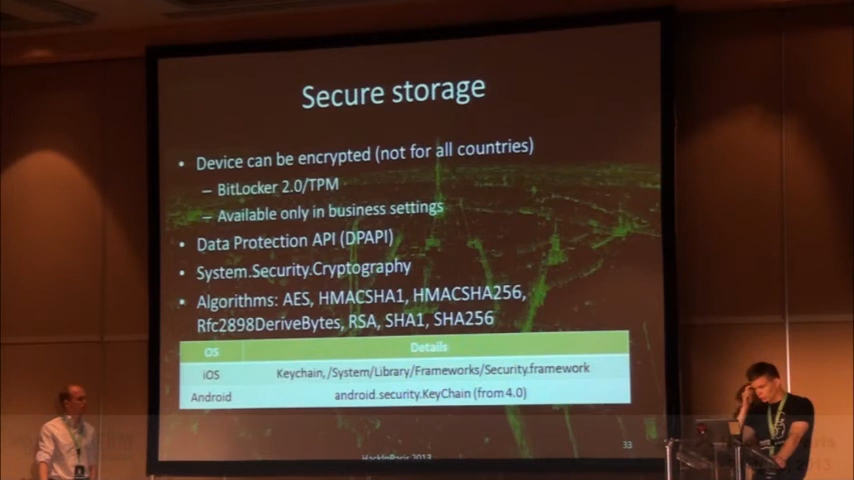 Secure storage
• Device can be encrypted (not for all countries)
– BitLocker 2.0/TPM
– Available only in business settings
• Data Protection API (DPAPI)
• System.Security.Cryptography
• Algorithms: AES, HMACSHA1, HMACSHA256,
Rfc2898DeriveBytes, RSA, SHA1, SHA256
OS Details
iOS Keychain, /System/Library/Frameworks/Security.framework
Android android.security.KeyChain (from 4.0)
HackInParis 2013
33
2013